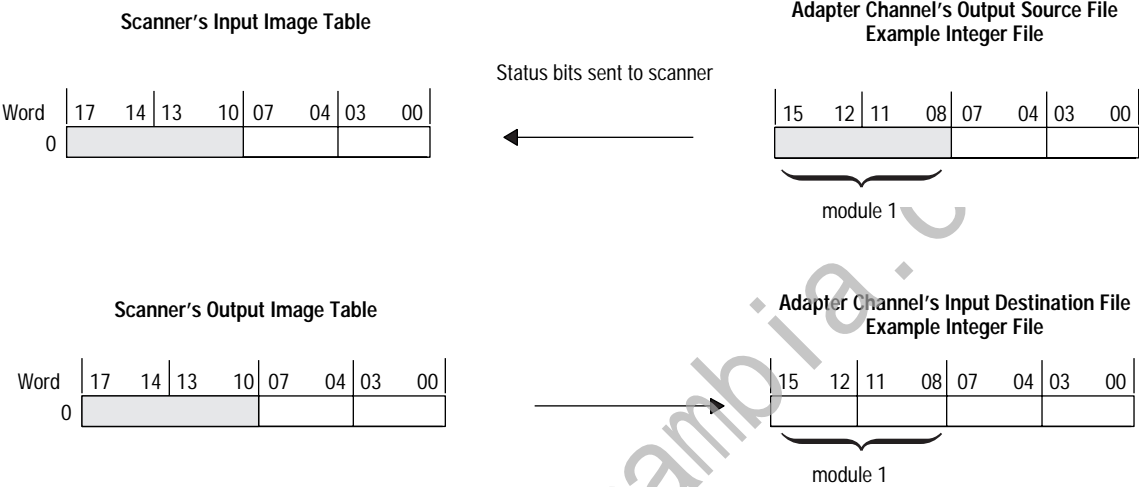 Scanner's Input Image Table
Adapter Channel's Output Source File
Example Integer File
Status bits sent to scanner
Word 17 14 13 10 07 04 03 00
0
15 12 11 08 07 04 03 00
module 1
Scanner's Output Image Table
Adapter Channel's Input Destination File
Example Integer File
Word 17 14 13 10 07 04 03 00
0
15 12 11 08 07 04 03 00
module 1
ambia.c